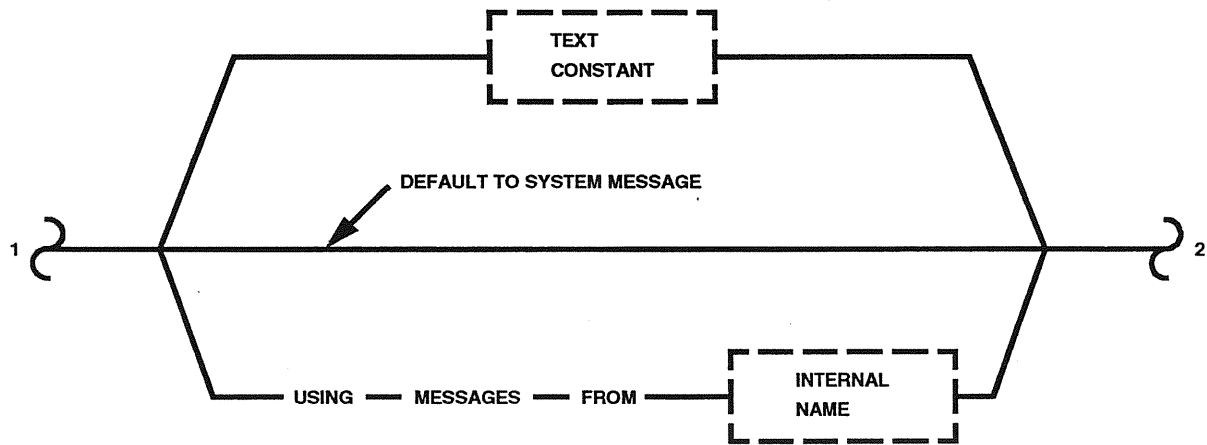 TEXT
CONSTANT
DEFAULT TO SYSTEM MESSAGE
1
2
USING MESSAGES FROM
INTERNAL
NAME